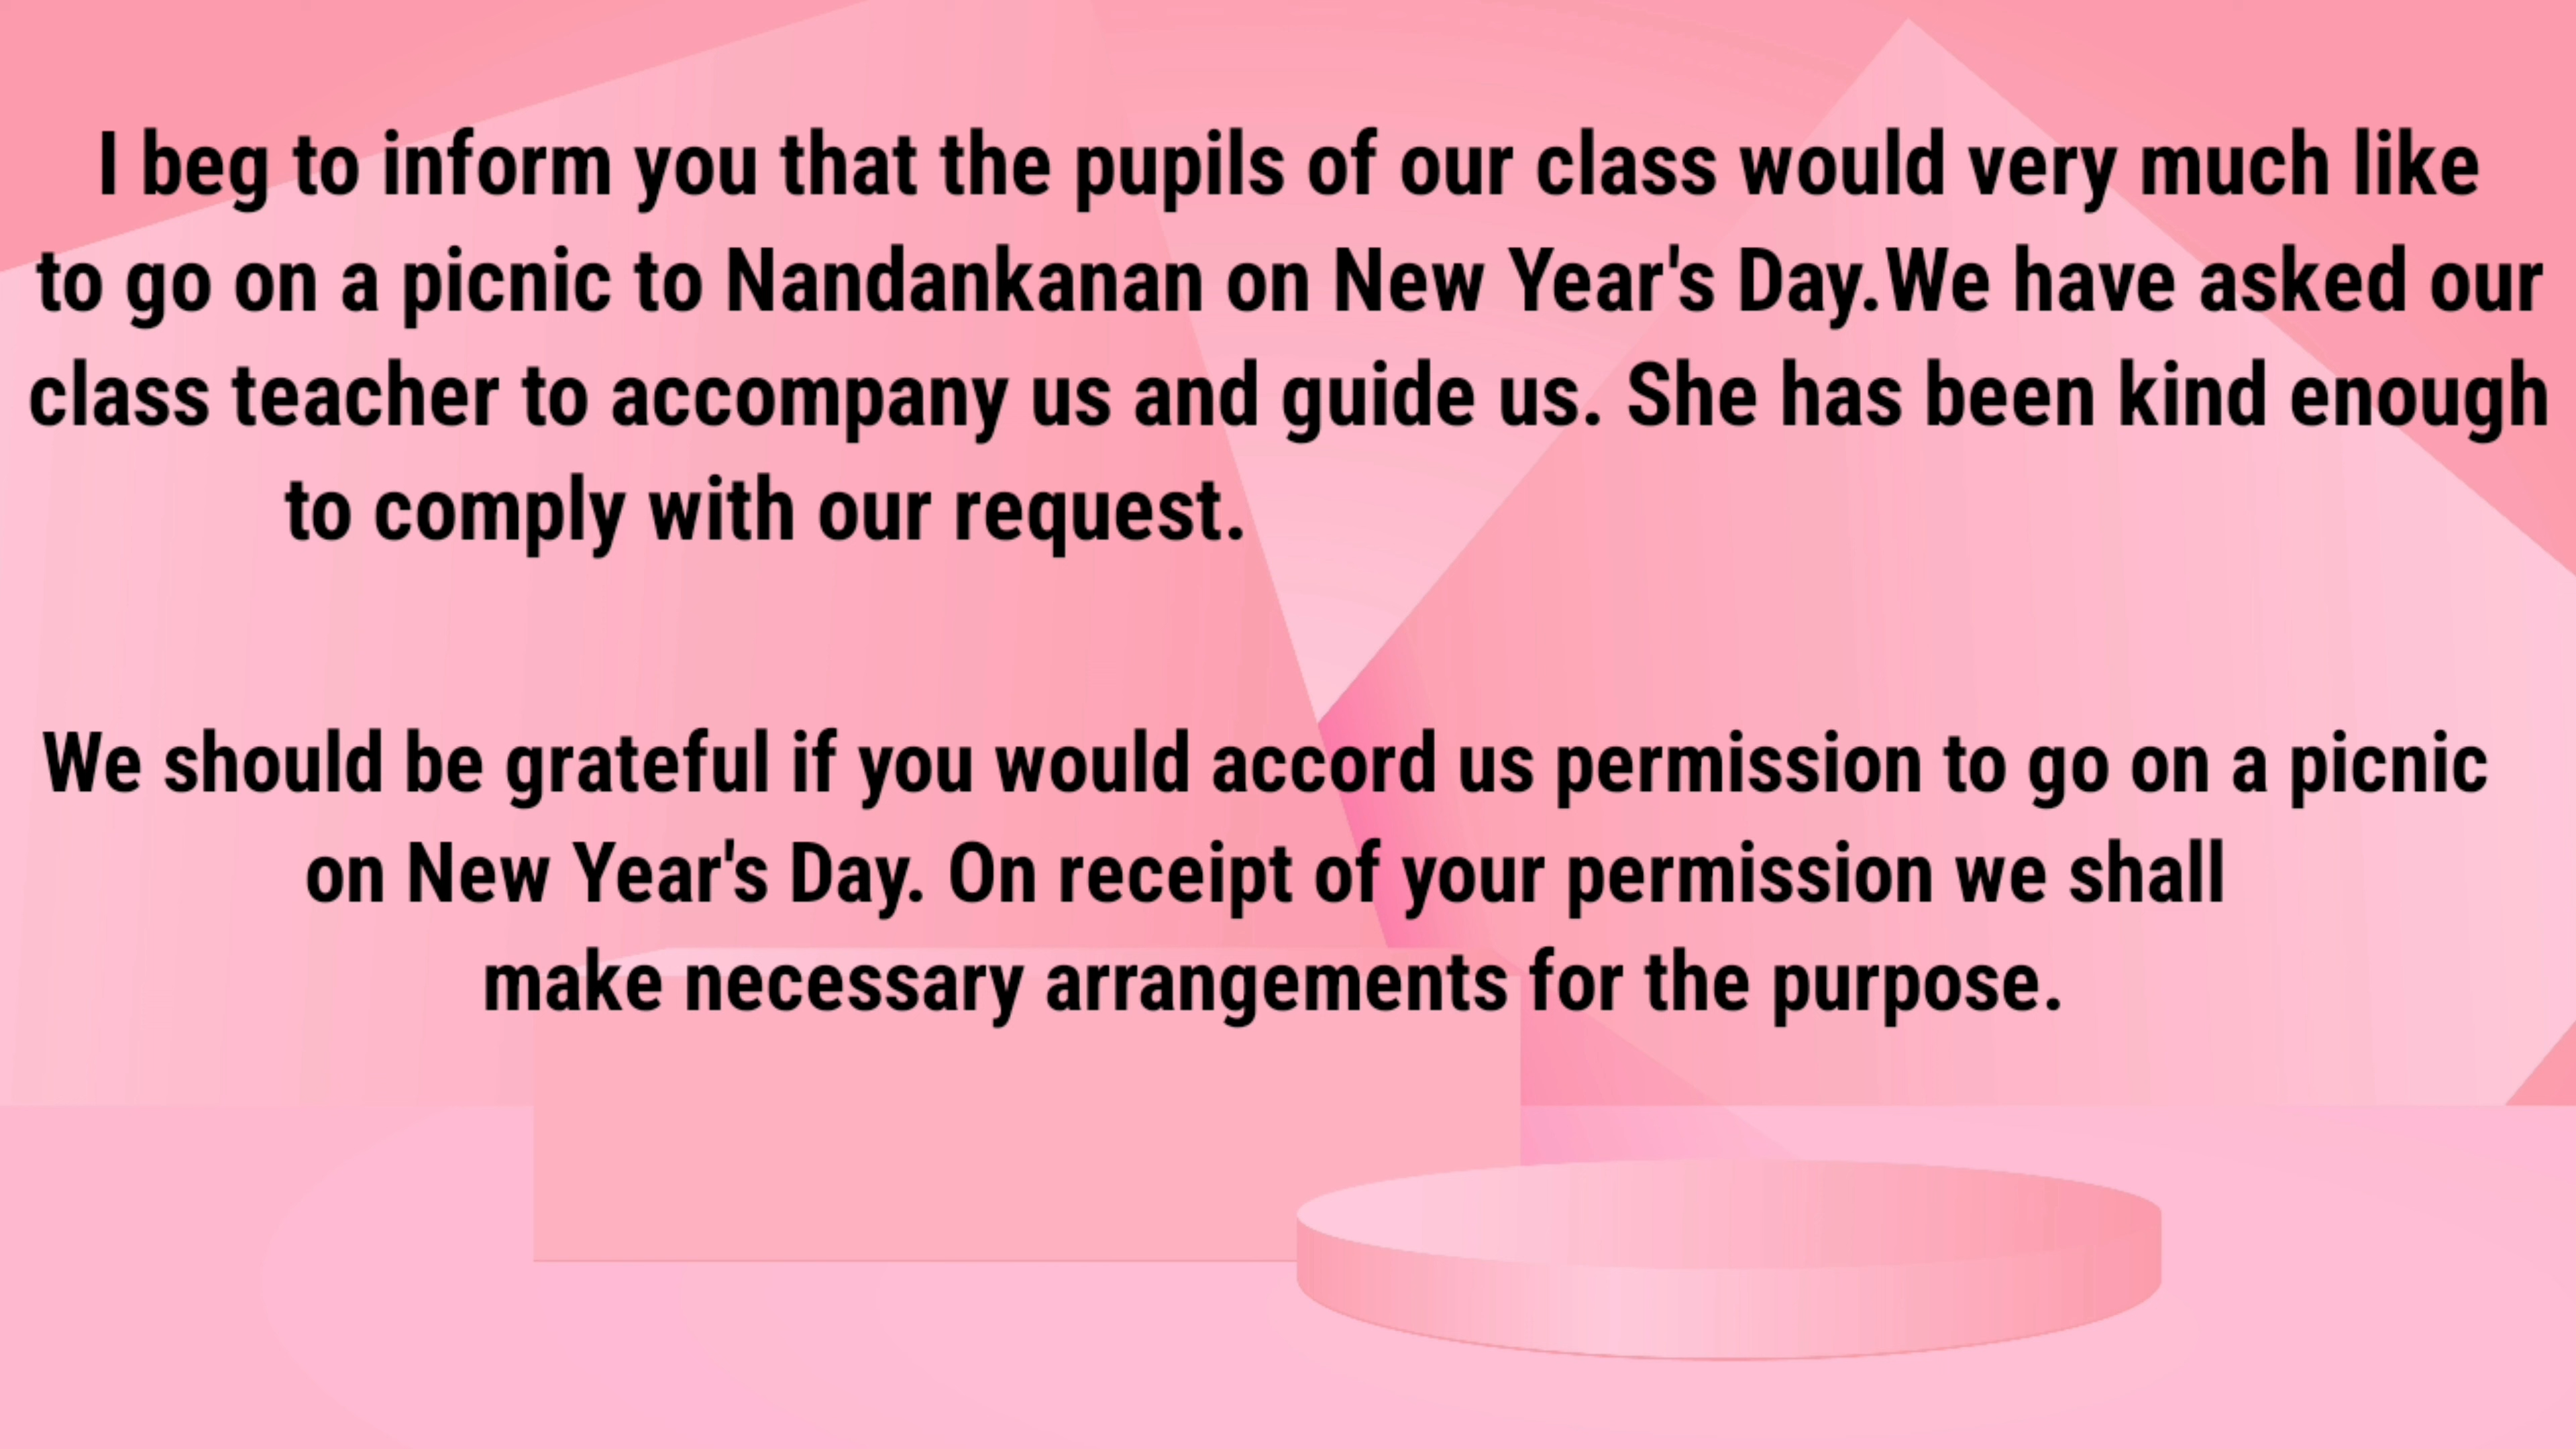 I beg to inform you that the pupils of our class would very much like
to go on a picnic to Nandankanan on New Year's Day.We have asked our
class teacher to accompany us and guide us. She has been kind enough
to comply with our request.
We should be grateful if you would accord us permission to go on a picnic
on New Year's Day. On receipt of your permission we shall
make necessary arrangements for the purpose.